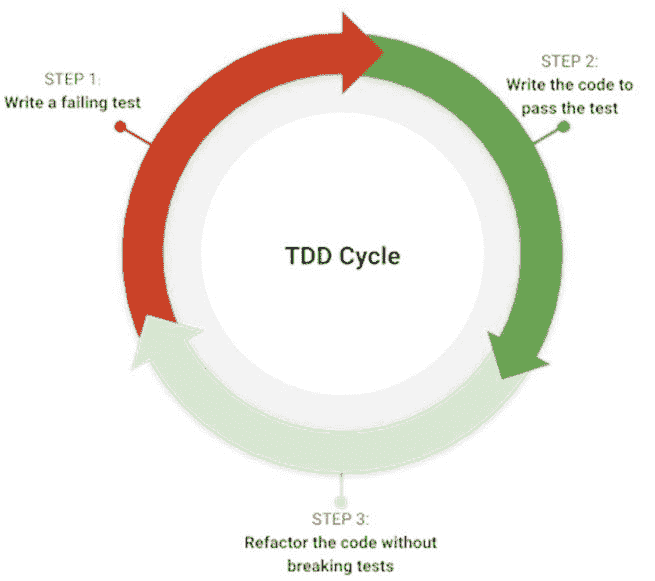 STEP 1:
Write a failing test
STEP 2:
Write the code to
pass the test
TDD Cycle
STEP 3:
Refactor the code without
breaking tests